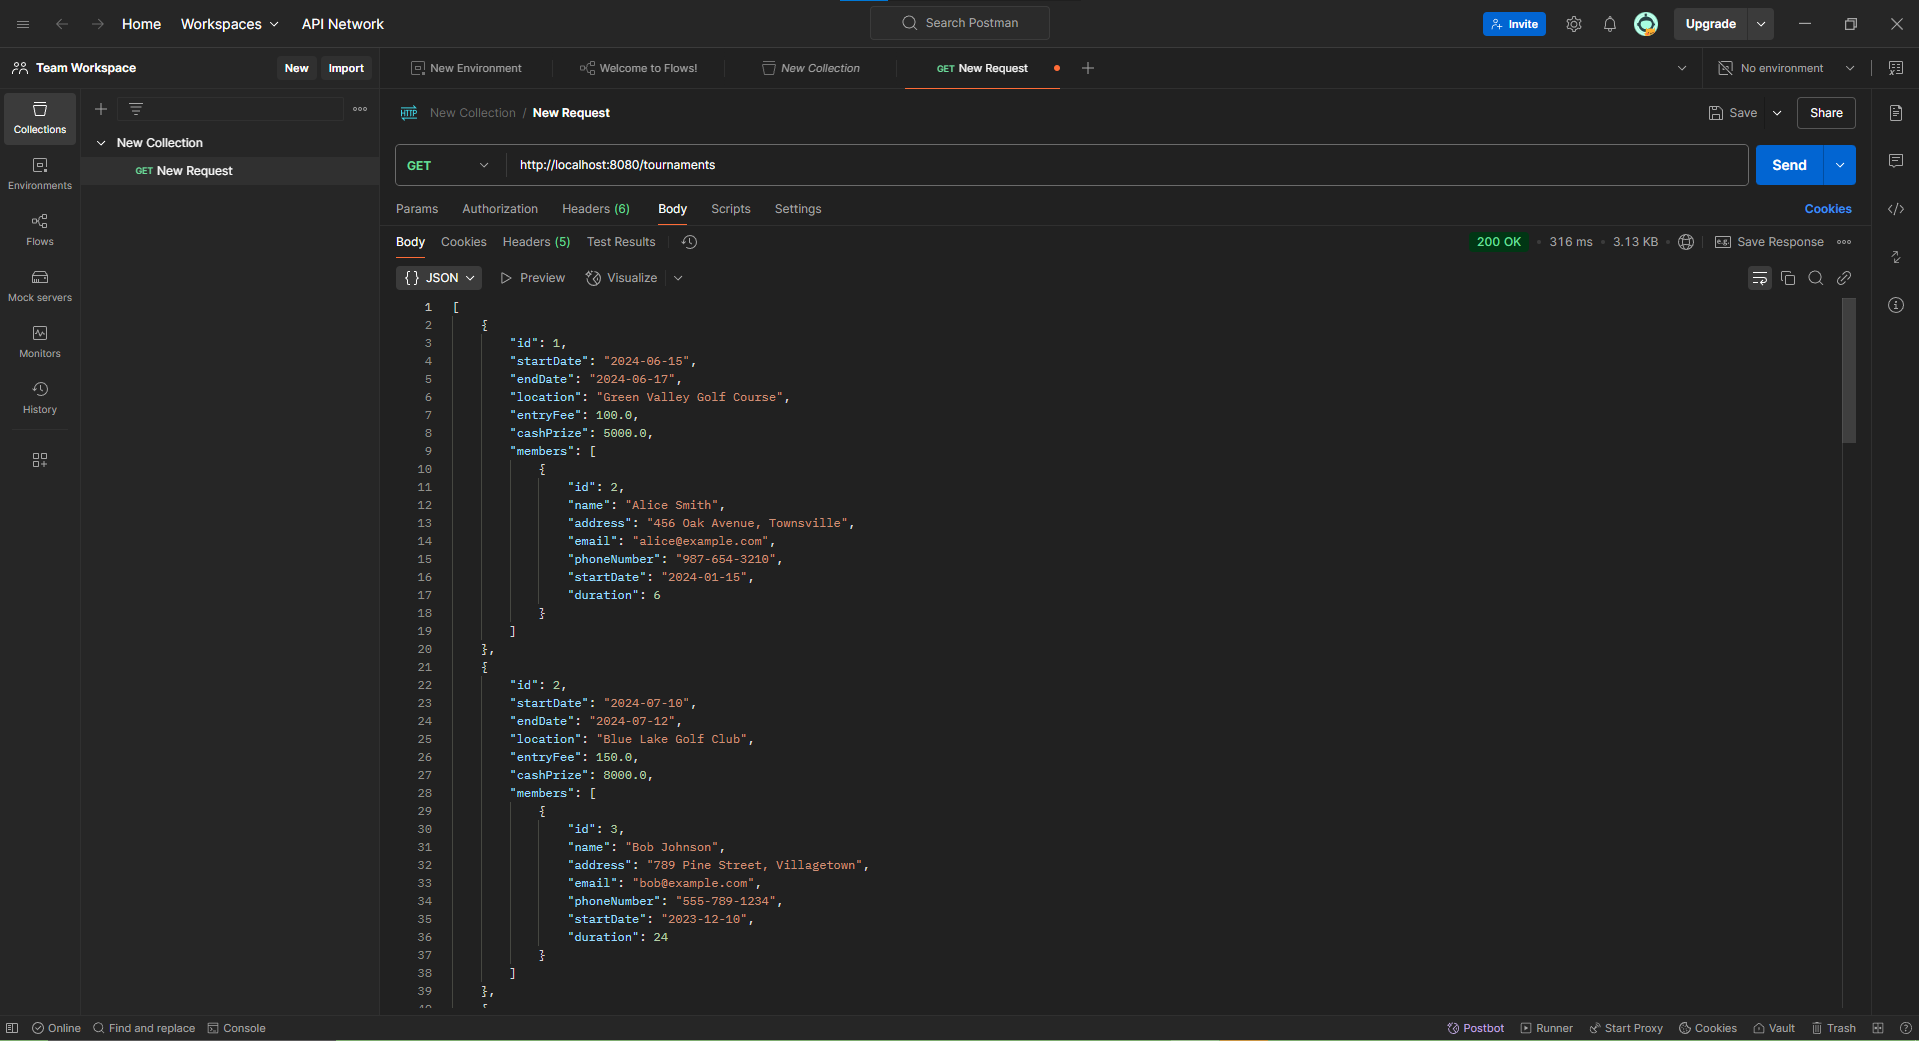 Home Workspaces API Network Search Postman Invite Upgrade
Team Workspace New Import New Environment Welcome to Flows! New Collection GET New Request No environment
Collections
Environments
Flows
Mock servers
Monitors
History
New Collection
GET New Request
HTTP New Collection / New Request Save Share
GET http://localhost:8080/tournaments Send
Params Authorization Headers (6) Body Scripts Settings Cookies
Body Cookies Headers (5) Test Results 200 OK • 316 ms • 3.13 KB • e.g. Save Response
{} JSON Preview Visualize
1 [
2 {
3 "id": 1,
4 "startDate": "2024-06-15",
5 "endDate": "2024-06-17",
6 "location": "Green Valley Golf Course",
7 "entryFee": 100.0,
8 "cashPrize": 5000.0,
9 "members": [
10 {
11 "id": 2,
12 "name": "Alice Smith",
13 "address": "456 Oak Avenue, Townsville",
14 "email": "alice@example.com",
15 "phoneNumber": "987-654-3210",
16 "startDate": "2024-01-15",
17 "duration": 6
18 }
19 ]
20 },
21 {
22 "id": 2,
23 "startDate": "2024-07-10",
24 "endDate": "2024-07-12",
25 "location": "Blue Lake Golf Club",
26 "entryFee": 150.0,
27 "cashPrize": 8000.0,
28 "members": [
29 {
30 "id": 3,
31 "name": "Bob Johnson",
32 "address": "789 Pine Street, Villagetown",
33 "email": "bob@example.com",
34 "phoneNumber": "555-789-1234",
35 "startDate": "2023-12-10",
36 "duration": 24
37 }
38 ]
39 },
Online Find and replace Console Postbot Runner Start Proxy Cookies Vault Trash